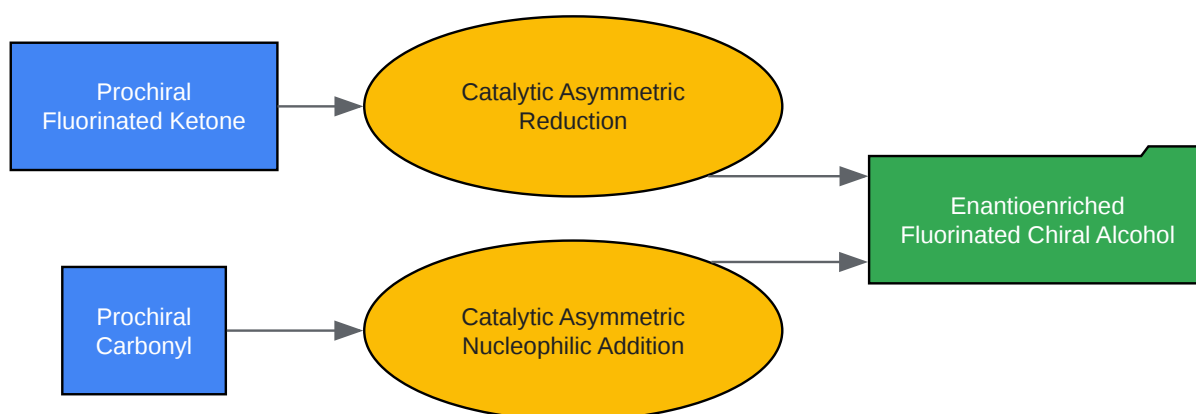 Prochiral
Fluorinated Ketone
Catalytic Asymmetric
Reduction
Enantioenriched
Fluorinated Chiral Alcohol
Prochiral
Carbonyl
Catalytic Asymmetric
Nucleophilic Addition